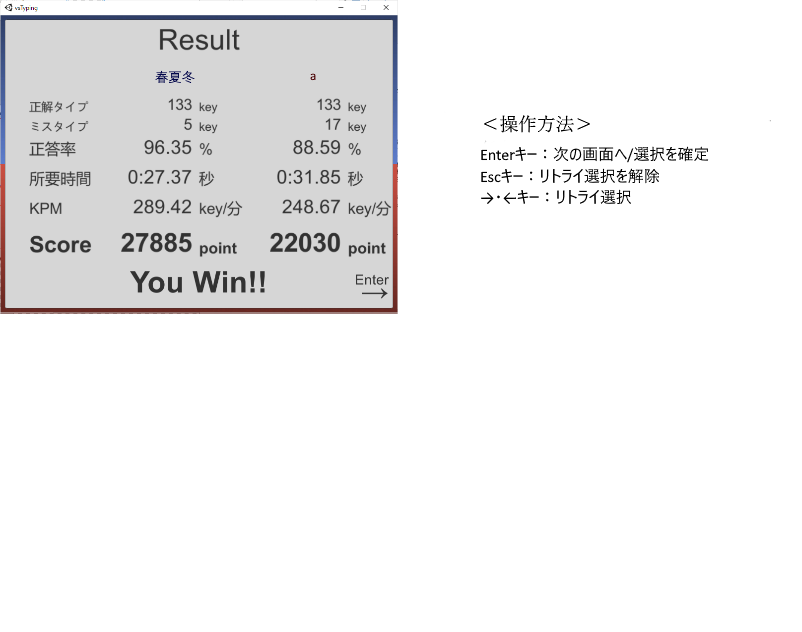 vsTyping
Result
春夏冬 a
正解タイプ 133 key 133 key
ミスタイプ 5 key 17 key
正答率 96.35 % 88.59 %
所要時間 0:27.37 秒 0:31.85 秒
KPM 289.42 key/分 248.67 key/分
Score 27885 point 22030 point
You Win!!
Enter
→
＜操作方法＞
Enterキー：次の画面へ/選択を確定
Escキー：リトライ選択を解除
→・←キー：リトライ選択